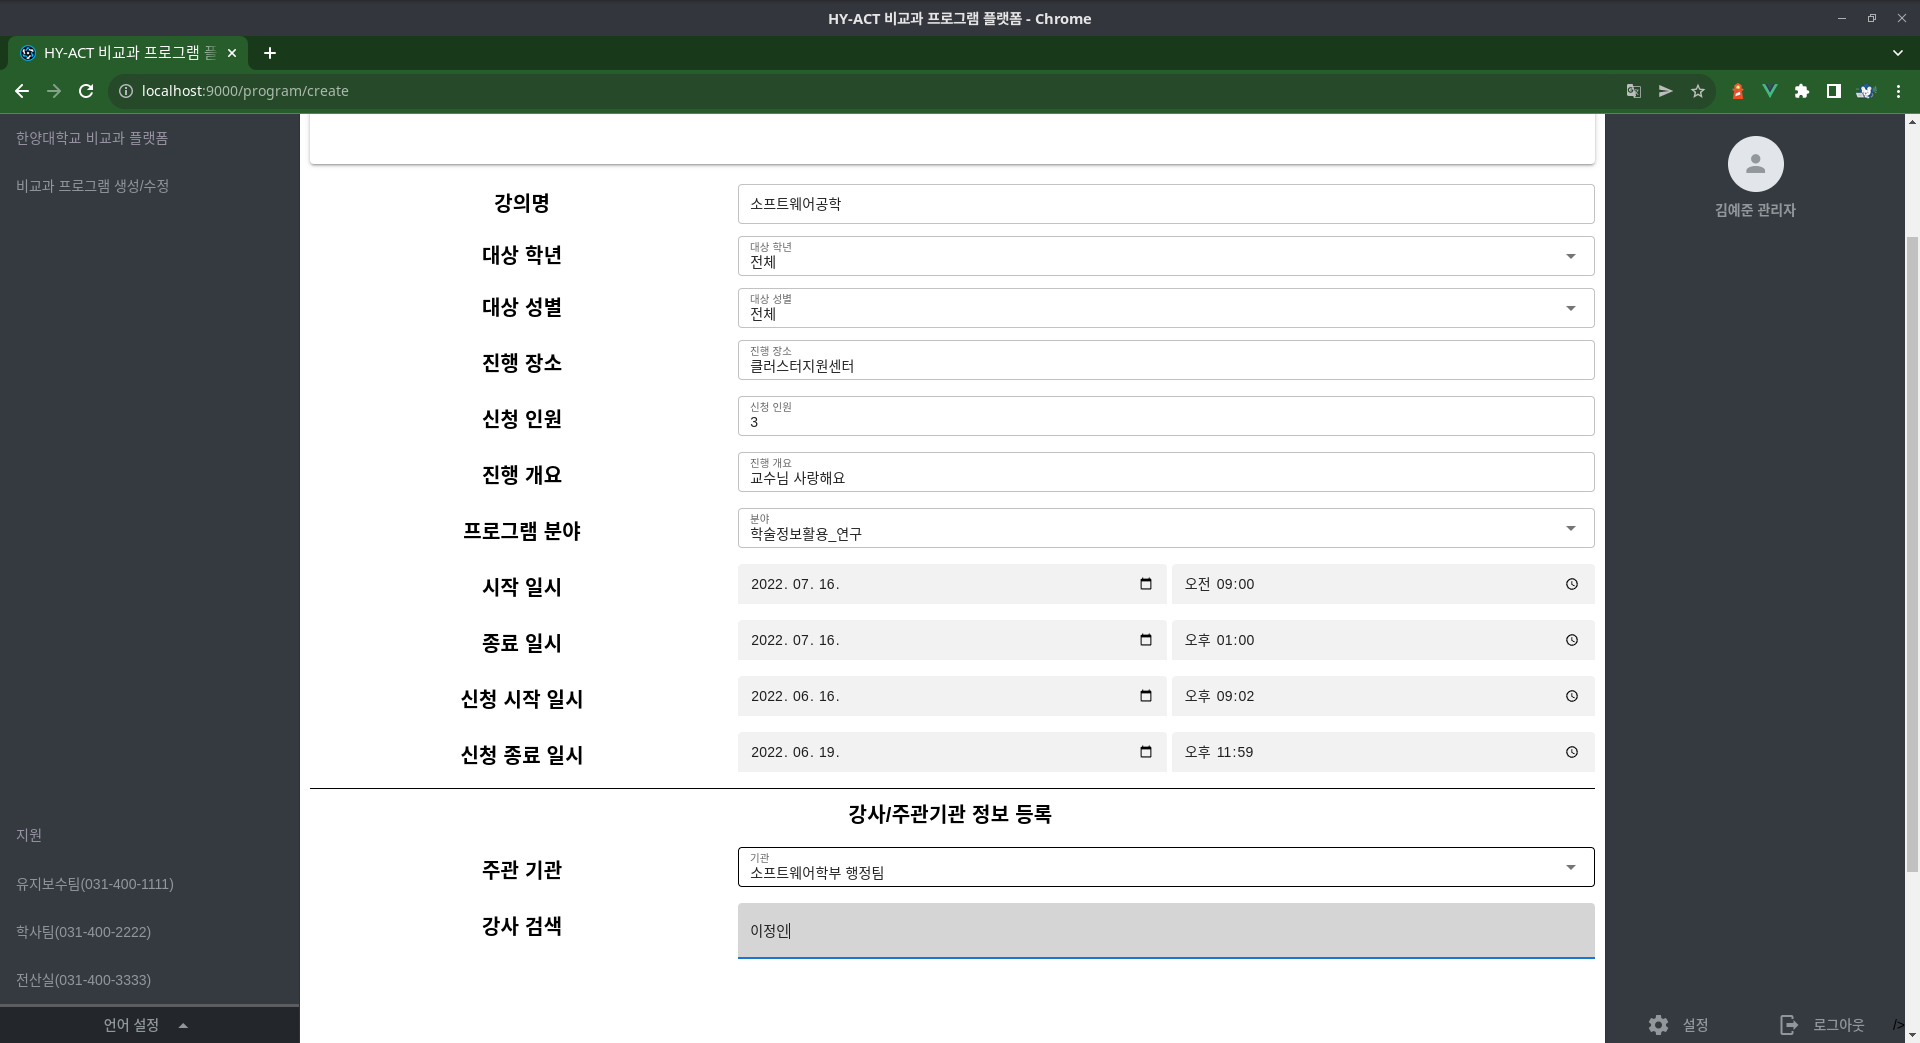 HY-ACT 비교과 프로그램 플랫폼 - Chrome
HY-ACT 비교과 프로그램 플
localhost:9000/program/create
한양대학교 비교과 플랫폼
비교과 프로그램 생성/수정
김예준 관리자
강의명
소프트웨어공학
대상 학년
대상 학년
전체
대상 성별
대상 성별
전체
진행 장소
진행 장소
클러스터지원센터
신청 인원
신청 인원
3
진행 개요
진행 개요
교수님 사랑해요
프로그램 분야
분야
학술정보활용_연구
시작 일시
2022. 07. 16. 오전 09:00
종료 일시
2022. 07. 16. 오후 01:00
신청 시작 일시
2022. 06. 16. 오후 09:02
신청 종료 일시
2022. 06. 19. 오후 11:59
강사/주관기관 정보 등록
주관 기관
기관
소프트웨어학부 행정팀
강사 검색
이정인
지원
유지보수팀(031-400-1111)
학사팀(031-400-2222)
전산실(031-400-3333)
언어 설정
설정
로그아웃
/>